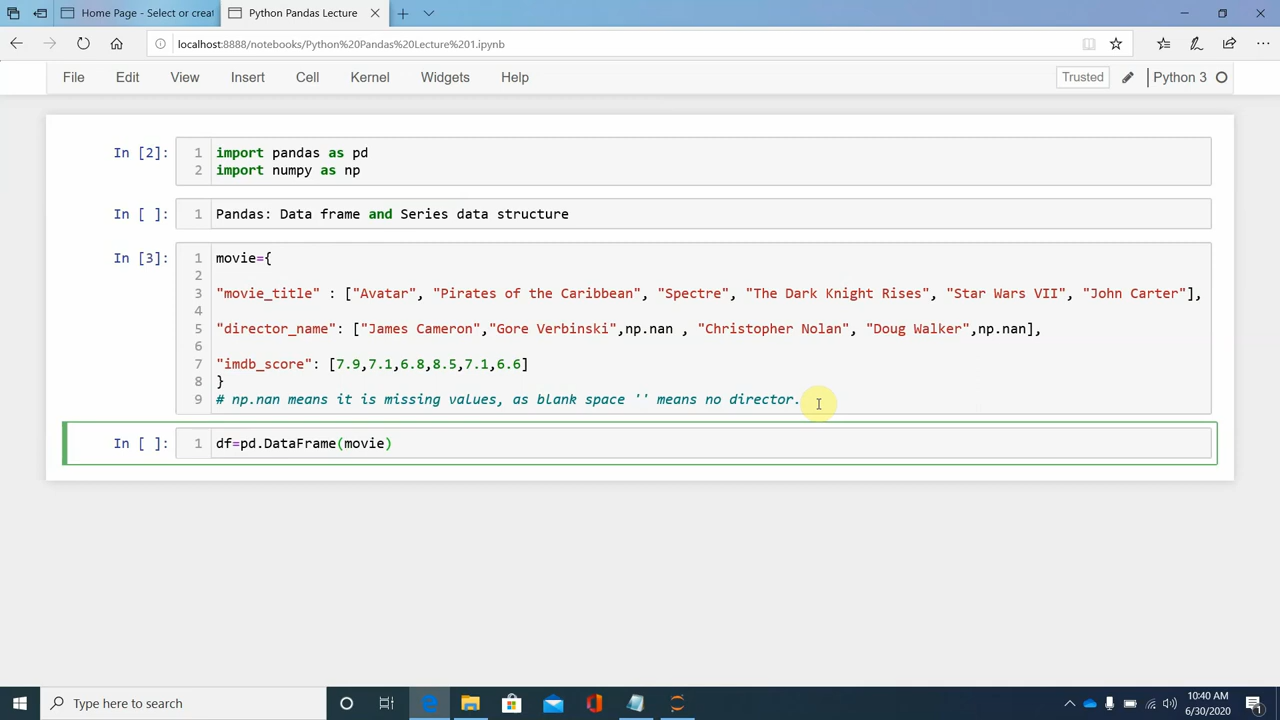 Home Page - Select or creat
Python Pandas Lecture
localhost:8888/notebooks/Python%20Pandas%20Lecture%201.ipynb
File Edit View Insert Cell Kernel Widgets Help Trusted Python 3
In [2]: 1 import pandas as pd
2 import numpy as np
In [ ]: 1 Pandas: Data frame and Series data structure
In [3]: 1 movie={
2
3 "movie_title" : ["Avatar", "Pirates of the Caribbean", "Spectre", "The Dark Knight Rises", "Star Wars VII", "John Carter"],
4
5 "director_name": ["James Cameron","Gore Verbinski",np.nan , "Christopher Nolan", "Doug Walker",np.nan],
6
7 "imdb_score": [7.9,7.1,6.8,8.5,7.1,6.6]
8 }
9 # np.nan means it is missing values, as blank space '' means no director.
In [ ]: 1 df=pd.DataFrame(movie)
Type here to search
10:40 AM
6/30/2020
1